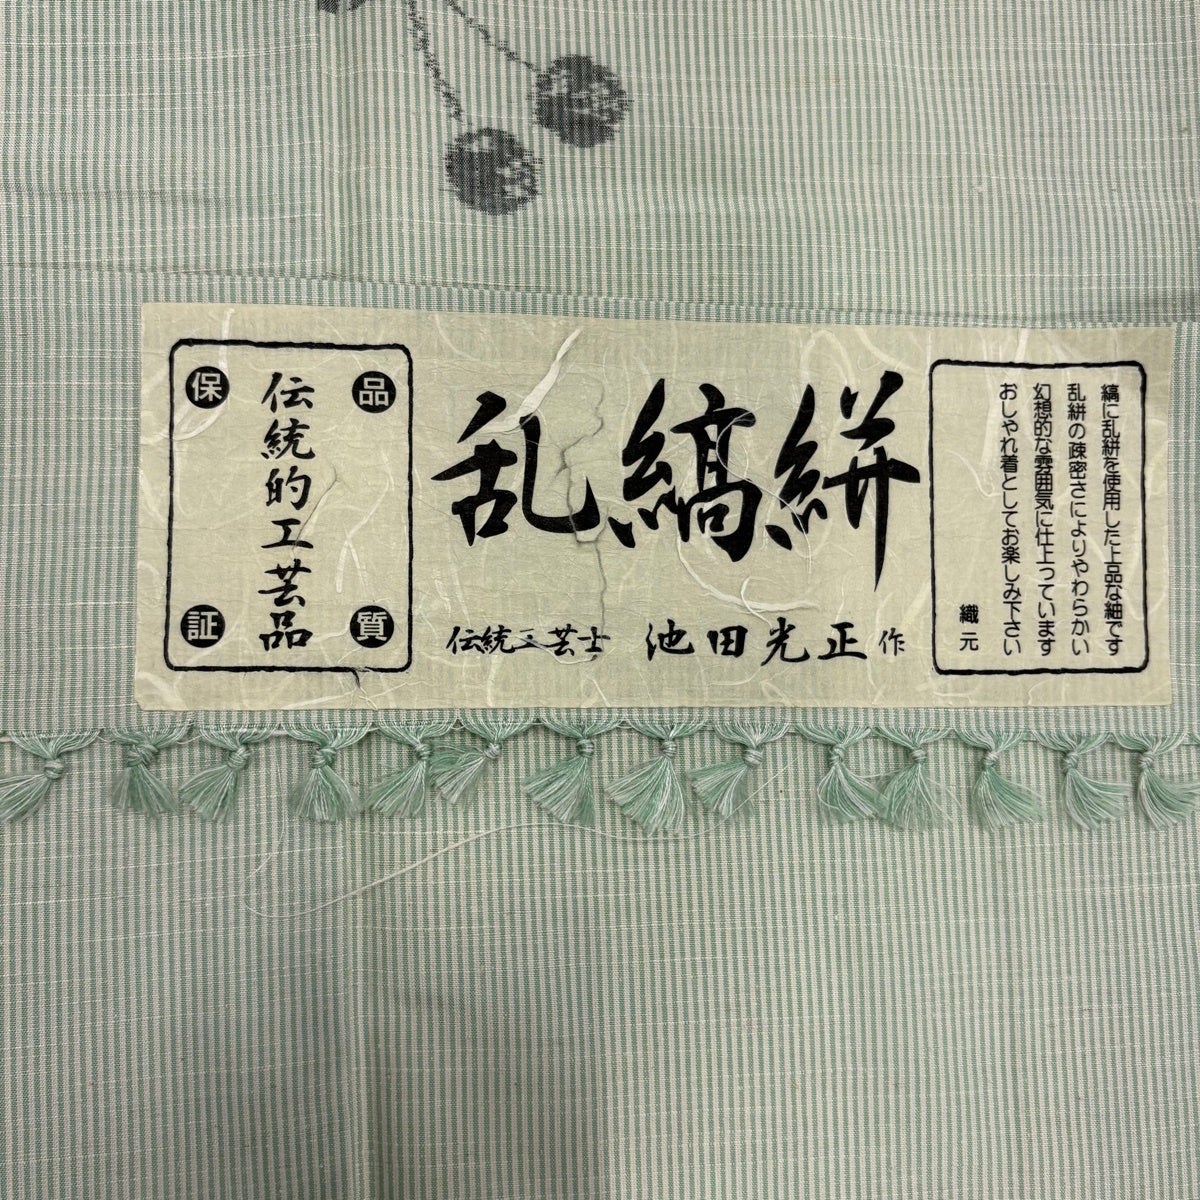 縞に乱絣を使用した上品な紬です
乱絣の疎密さによりやわらかい
幻想的な雰囲気に仕上っています
おしゃれ着としてお楽しみ下さい
織元
乱縞絣
伝統工芸士 池田光正 作
品質
保証
伝統的工芸品